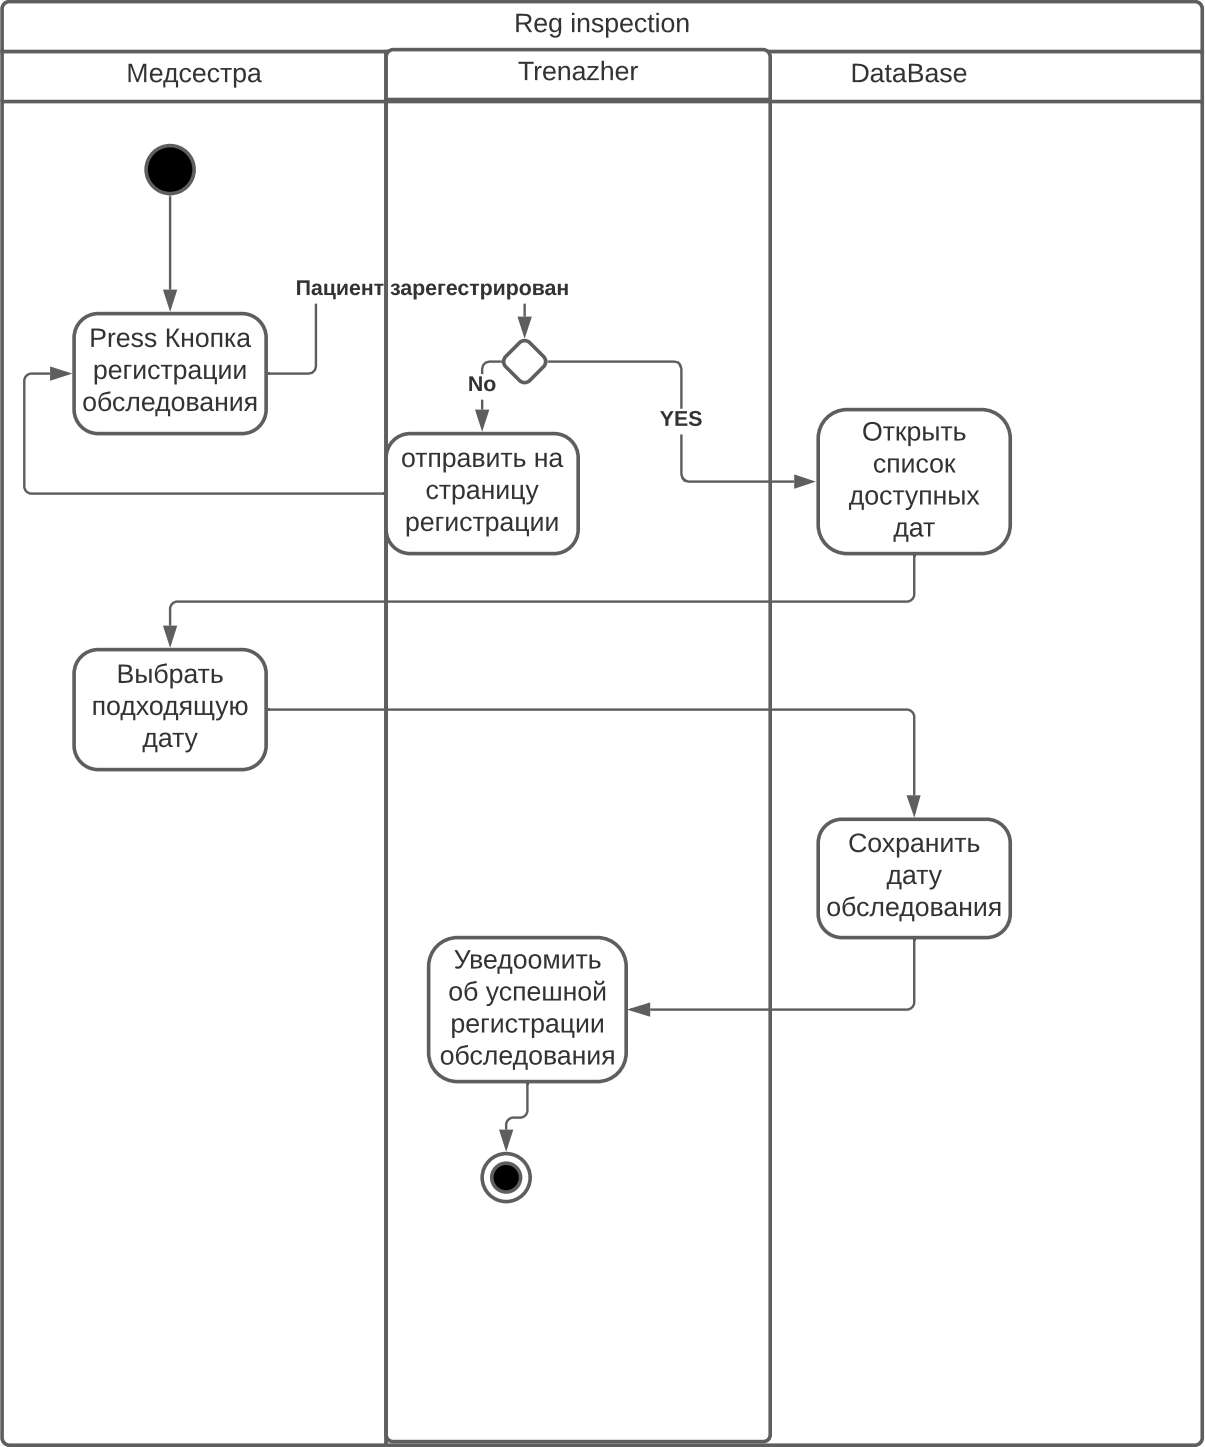 Reg inspection
Медсестра
Trenazher
DataBase
Пациент зарегестрирован
Press Кнопка
регистрации
обследования
No
YES
отправить на
страницу
регистрации
Открыть
список
доступных
дат
Выбрать
подходящую
дату
Сохранить
дату
обследования
Уведоомить
об успешной
регистрации
обследования